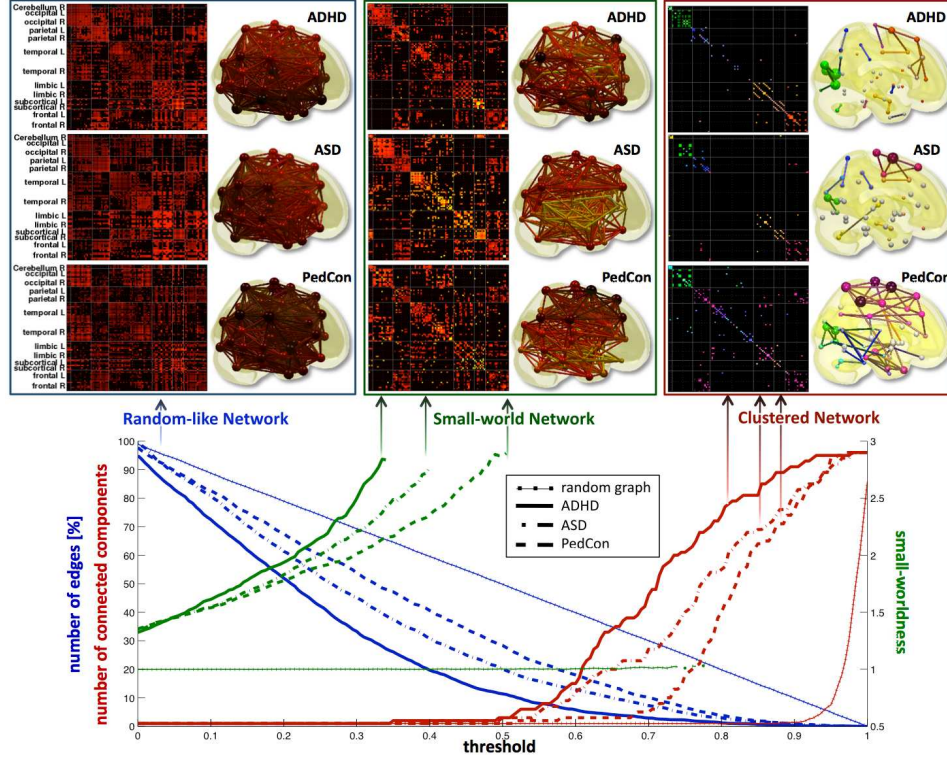 ADHD
Cerebellum R
occipital L
occipital R
parietal L
parietal R
temporal L
temporal R
limbic L
limbic R
subcortical L
subcortical R
frontal L
frontal R
ASD
Cerebellum R
occipital L
occipital R
parietal L
parietal R
temporal L
temporal R
limbic L
limbic R
subcortical L
subcortical R
frontal L
frontal R
PedCon
Cerebellum R
occipital L
occipital R
parietal L
parietal R
temporal L
temporal R
limbic L
limbic R
subcortical L
subcortical R
frontal L
frontal R
ADHD
ASD
PedCon
ADHD
ASD
PedCon
Random-like Network
Small-world Network
Clustered Network
number of edges [%]
number of connected components
100
90
80
70
60
50
40
30
20
10
0
random graph
ADHD
ASD
PedCon
3
2.5
2
1.5
1
0.5
small-worldness
0 0.1 0.2 0.3 0.4 0.5 0.6 0.7 0.8 0.9 1
threshold